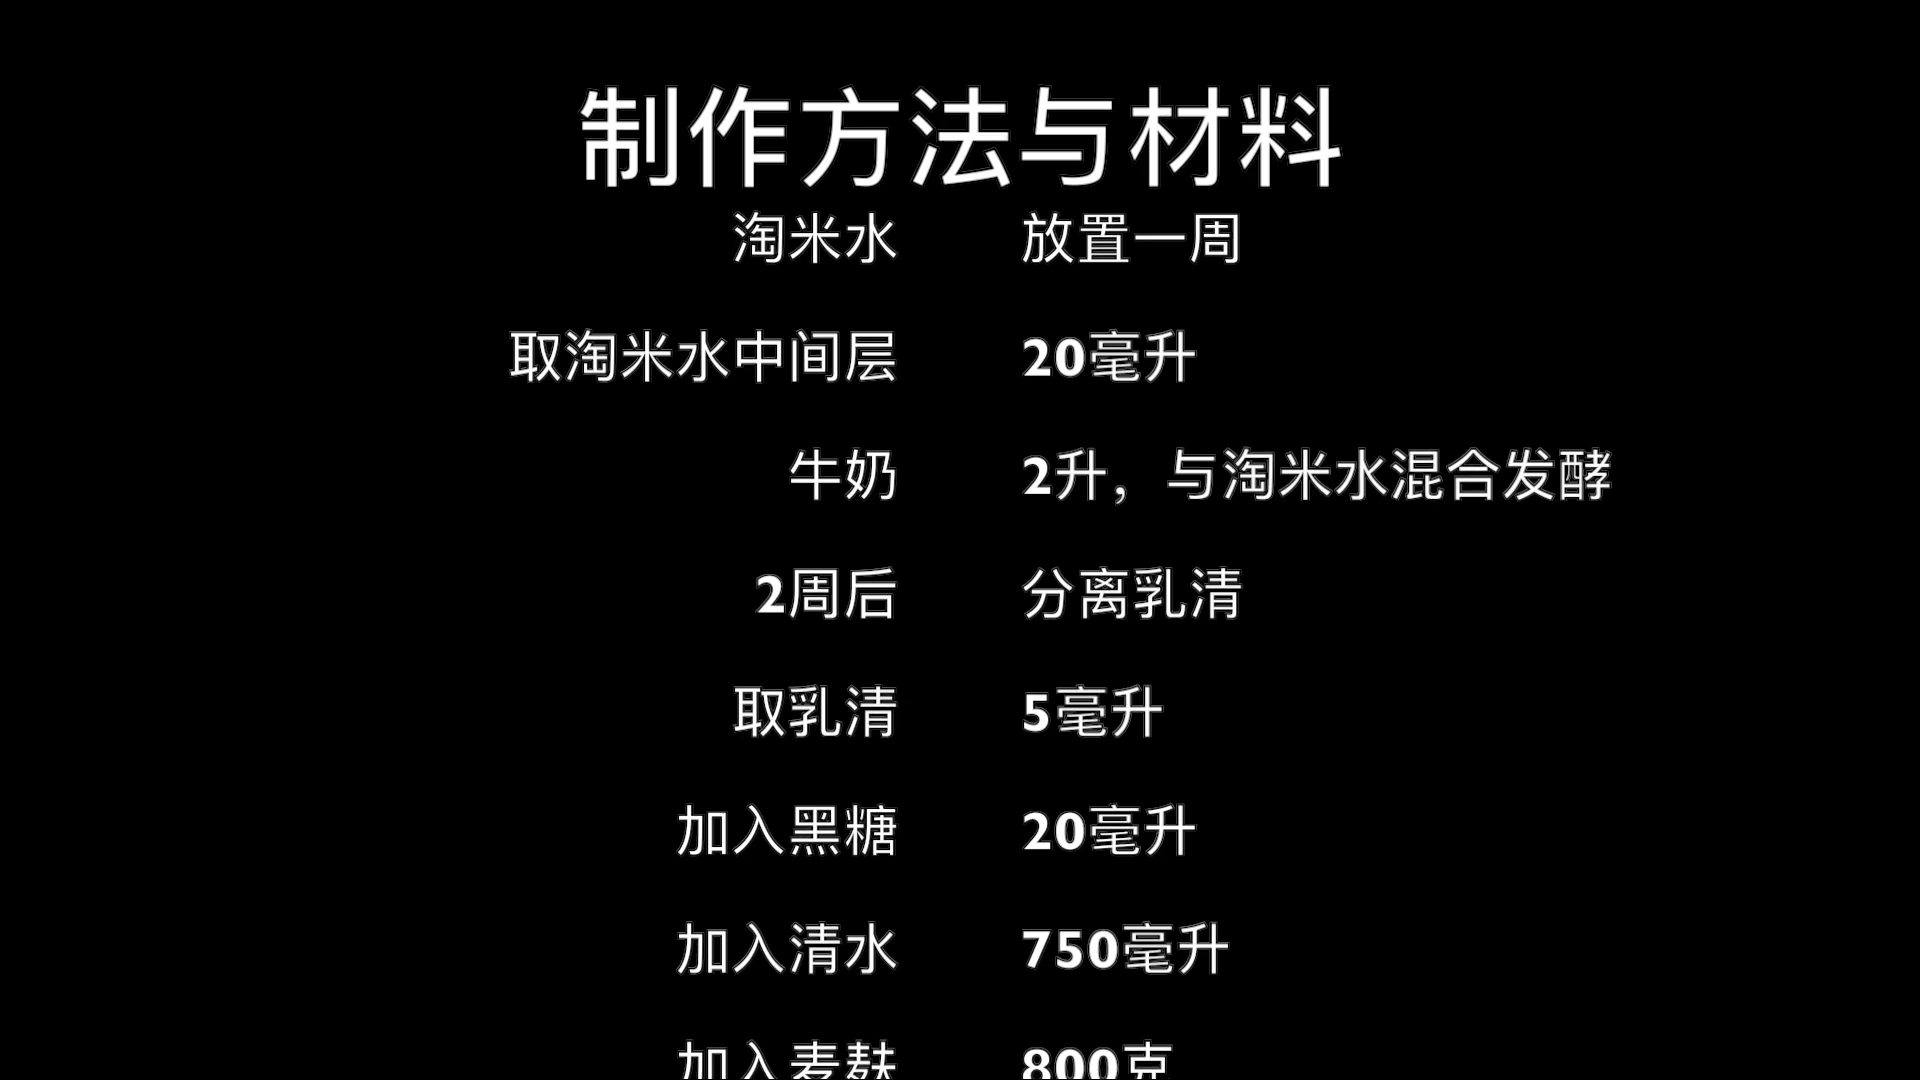 制作方法与材料
淘米水 放置一周
取淘米水中间层 20毫升
牛奶 2升，与淘米水混合发酵
2周后 分离乳清
取乳清 5毫升
加入黑糖 20毫升
加入清水 750毫升
加入麦麸 800克